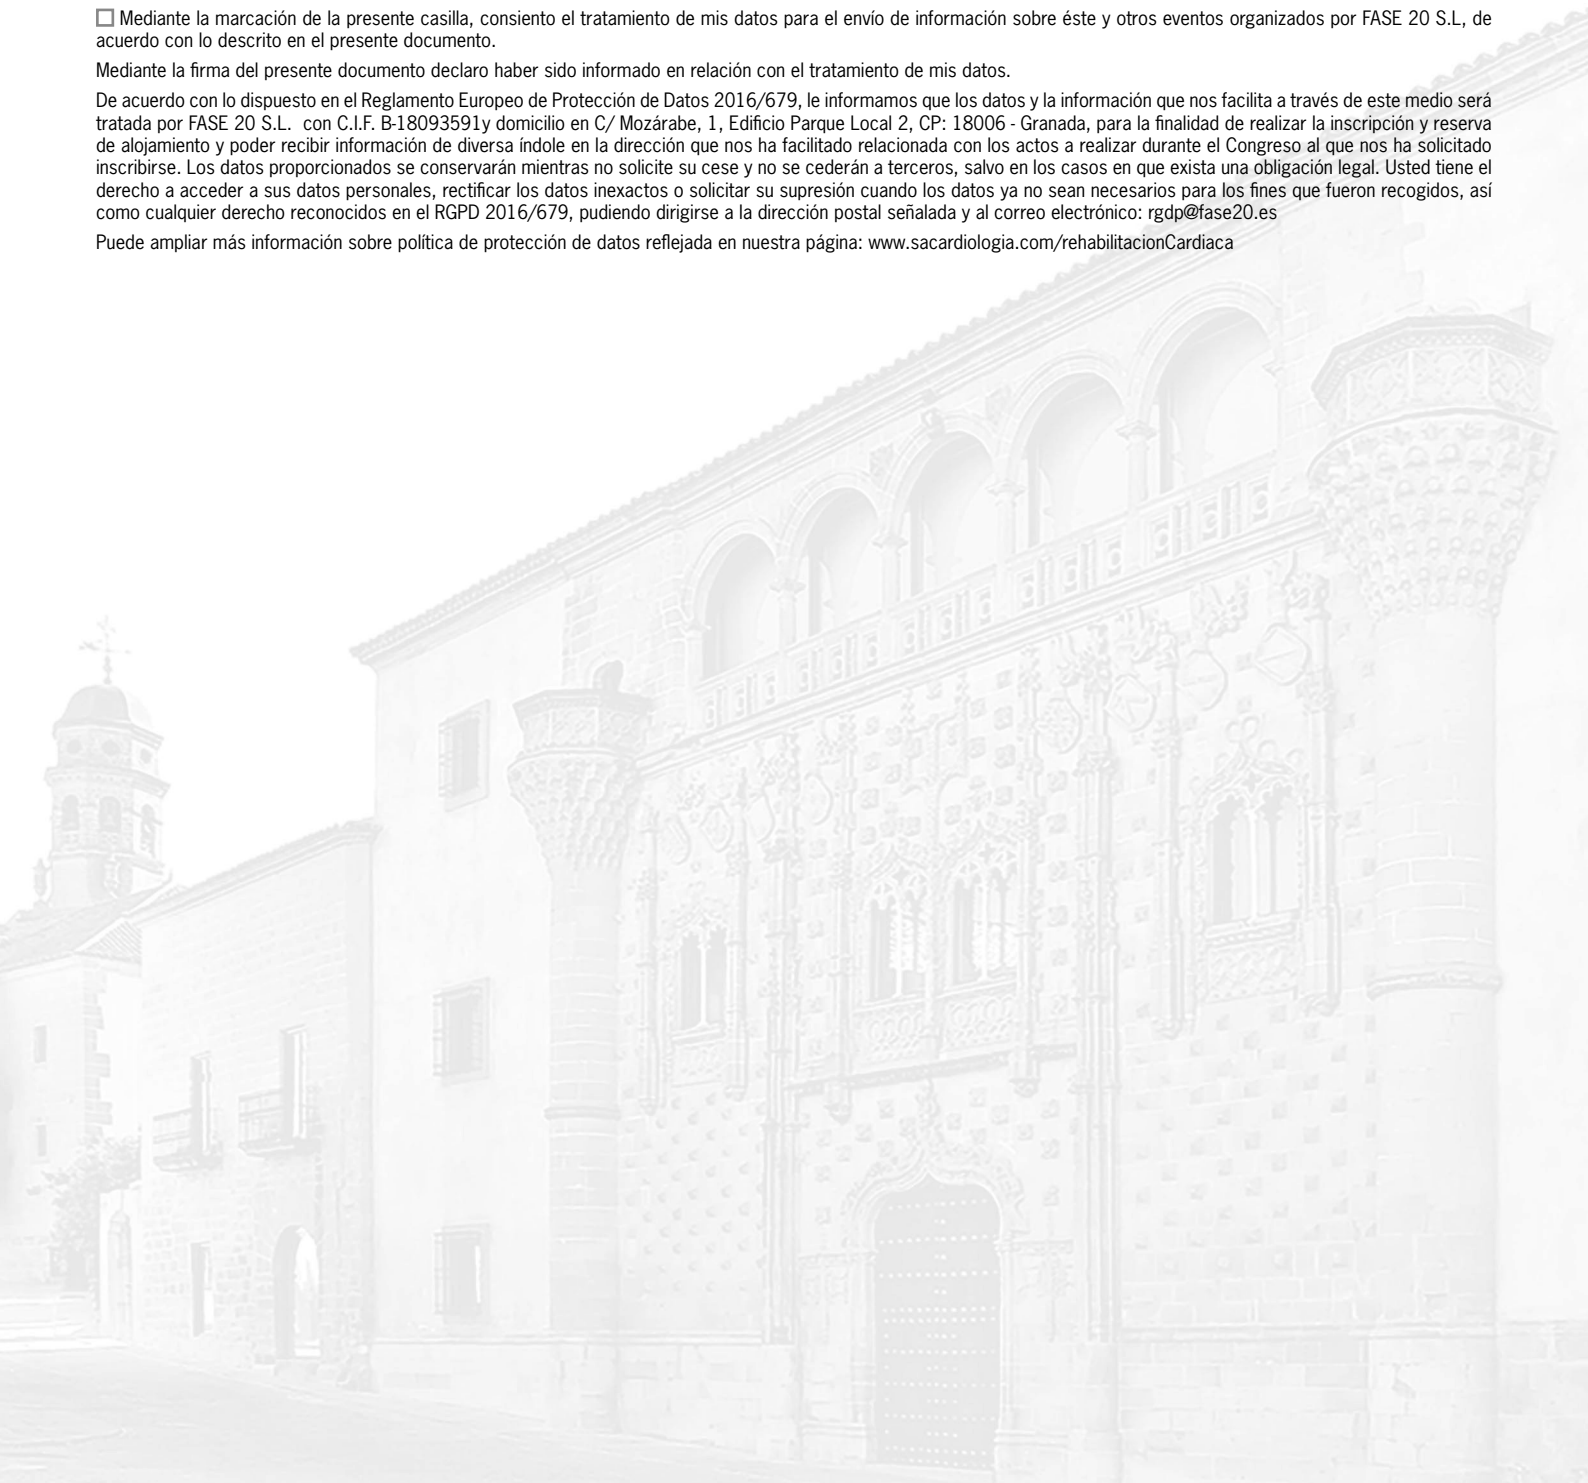 Mediante la marcación de la presente casilla, consiento el tratamiento de mis datos para el envío de información sobre éste y otros eventos organizados por FASE 20 S.L, de
acuerdo con lo descrito en el presente documento.
Mediante la firma del presente documento declaro haber sido informado en relación con el tratamiento de mis datos.
De acuerdo con lo dispuesto en el Reglamento Europeo de Protección de Datos 2016/679, le informamos que los datos y la información que nos facilita a través de este medio será
tratada por FASE 20 S.L. con C.I.F. B-18093591y domicilio en C/ Mozárabe, 1, Edificio Parque Local 2, CP: 18006 - Granada, para la finalidad de realizar la inscripción y reserva
de alojamiento y poder recibir información de diversa índole en la dirección que nos ha facilitado relacionada con los actos a realizar durante el Congreso al que nos ha solicitado
inscribirse. Los datos proporcionados se conservarán mientras no solicite su cese y no se cederán a terceros, salvo en los casos en que exista una obligación legal. Usted tiene el
derecho a acceder a sus datos personales, rectificar los datos inexactos o solicitar su supresión cuando los datos ya no sean necesarios para los fines que fueron recogidos, así
como cualquier derecho reconocidos en el RGPD 2016/679, pudiendo dirigirse a la dirección postal señalada y al correo electrónico: rgdp@fase20.es
Puede ampliar más información sobre política de protección de datos reflejada en nuestra página: www.sacardiologia.com/rehabilitacionCardiaca